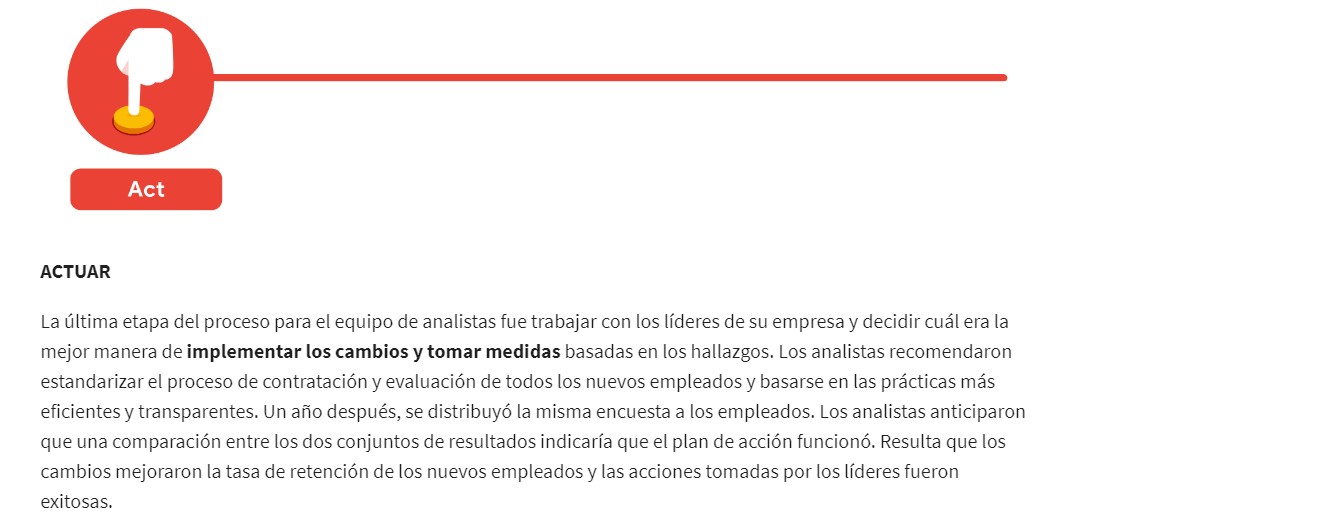 Act
ACTUAR
La última etapa del proceso para el equipo de analistas fue trabajar con los líderes de su empresa y decidir cuál era la
mejor manera de implementar los cambios y tomar medidas basadas en los hallazgos. Los analistas recomendaron
estandarizar el proceso de contratación y evaluación de todos los nuevos empleados y basarse en las prácticas más
eficientes y transparentes. Un año después, se distribuyó la misma encuesta a los empleados. Los analistas anticiparon
que una comparación entre los dos conjuntos de resultados indicaría que el plan de acción funcionó. Resulta que los
cambios mejoraron la tasa de retención de los nuevos empleados y las acciones tomadas por los líderes fueron
exitosas.